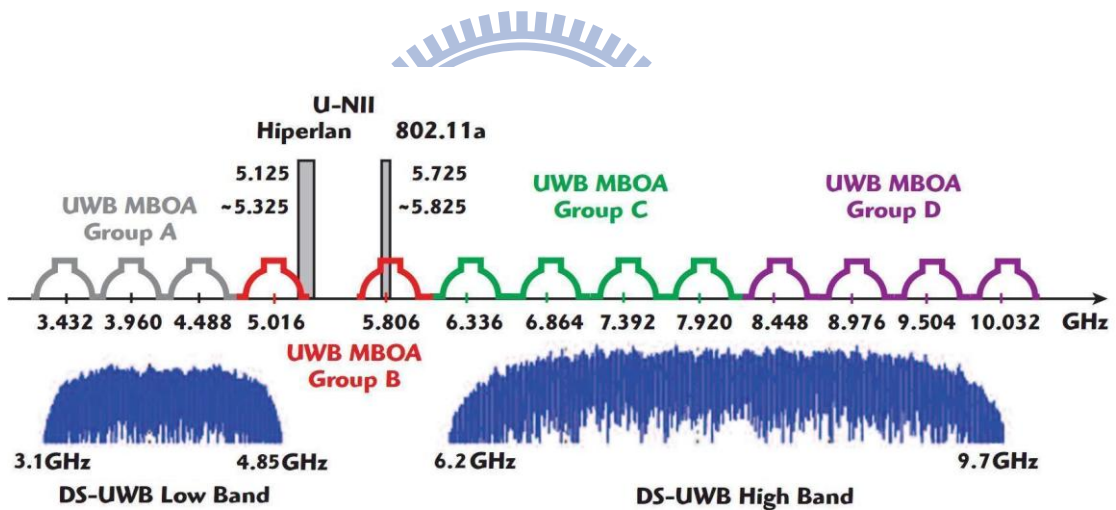 U-NII
Hiperlan 802.11a
5.125 5.725
~5.325 ~5.825
UWB MBOA
Group A
UWB MBOA
Group C
UWB MBOA
Group D
3.432 3.960 4.488 5.016 5.806 6.336 6.864 7.392 7.920 8.448 8.976 9.504 10.032 GHz
UWB MBOA
Group B
3.1GHz 4.85GHz 6.2GHz 9.7GHz
DS-UWB Low Band DS-UWB High Band